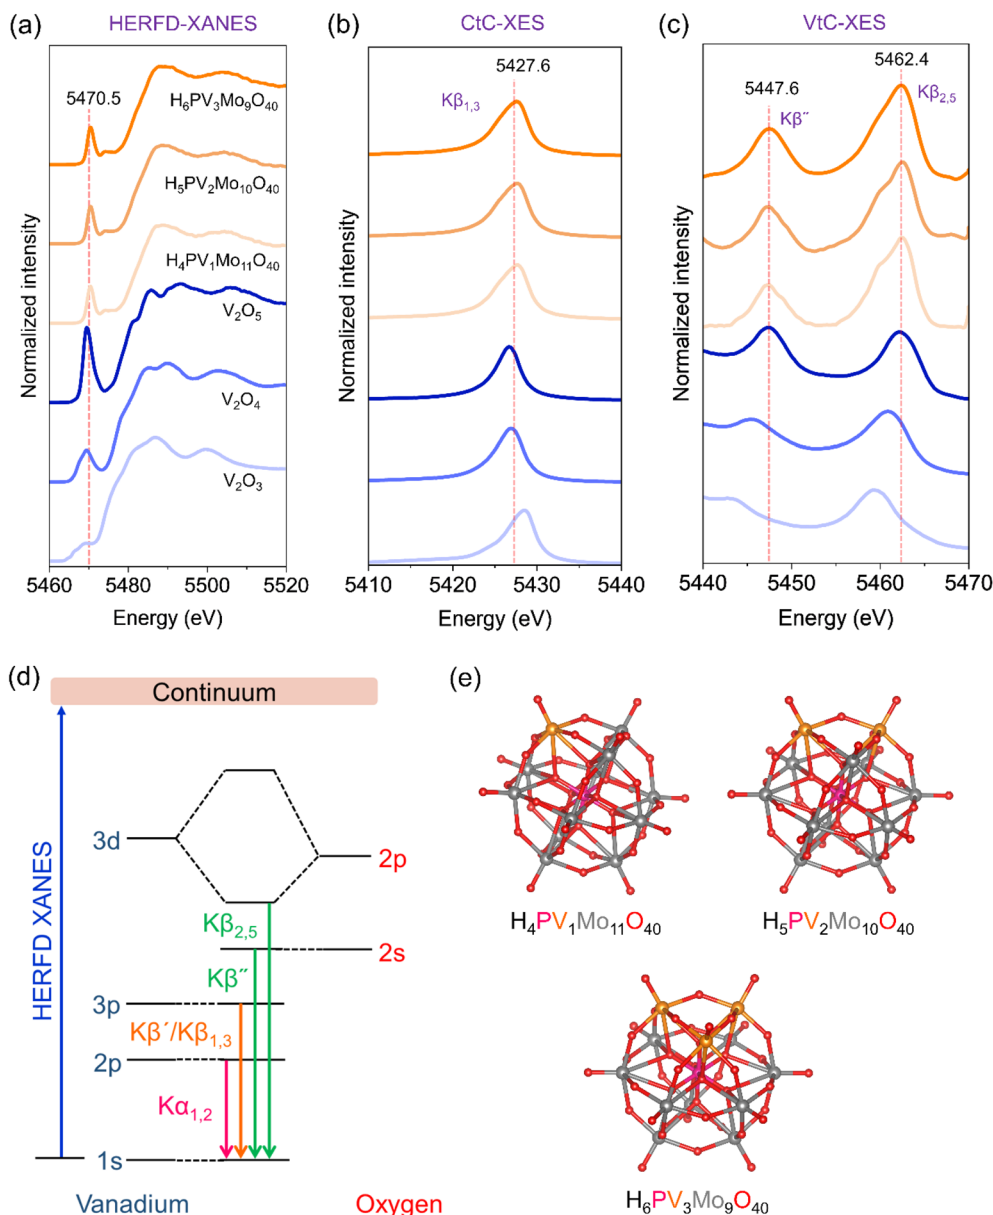 (a) HERFD-XANES
5470.5
H₆PV₃Mo₉O₄₀
H₅PV₂Mo₁₀O₄₀
H₄PV₁Mo₁₁O₄₀
V₂O₅
V₂O₄
V₂O₃
Normalized intensity
5460 5480 5500 5520
Energy (eV)
(b) CtC-XES
5427.6
Kβ₁,₃
Normalized intensity
5410 5420 5430 5440
Energy (eV)
(c) VtC-XES
5462.4
5447.6
Kβ₂,₅
Kβ″
Normalized intensity
5440 5450 5460 5470
Energy (eV)
(d)
Continuum
HERFD XANES
3d
2p
Kβ₂,₅
2s
Kβ″
3p
Kβ′/Kβ₁,₃
2p
Kα₁,₂
1s
Vanadium Oxygen
(e)
H₄PV₁Mo₁₁O₄₀
H₅PV₂Mo₁₀O₄₀
H₆PV₃Mo₉O₄₀